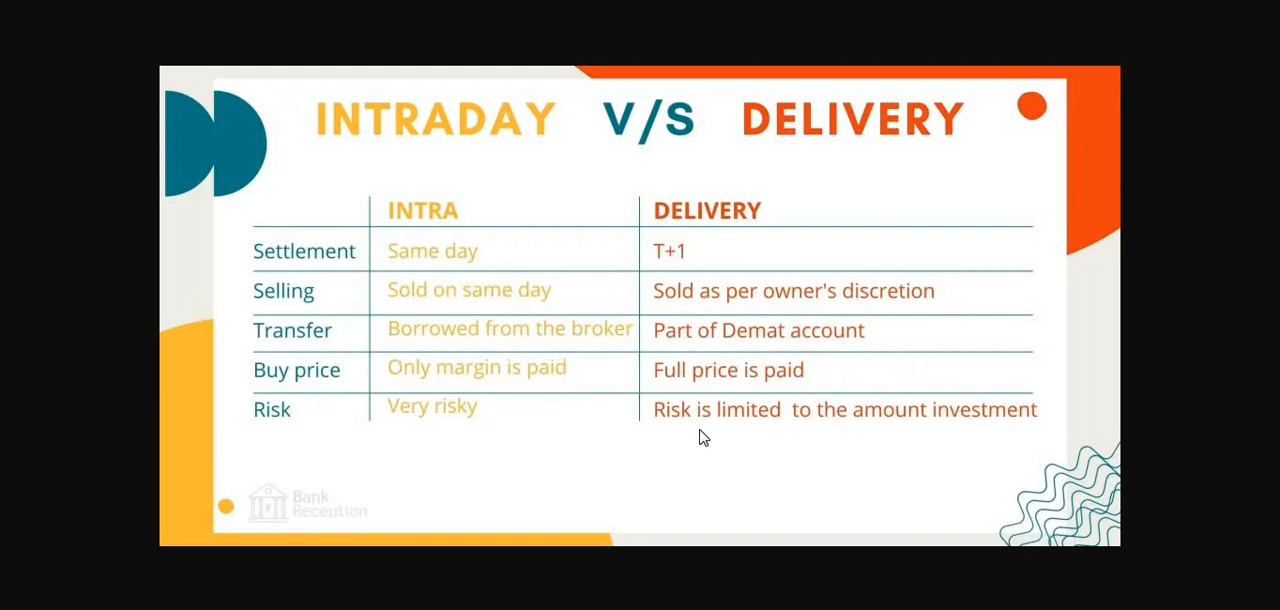 INTRADAY V/S DELIVERY
INTRA DELIVERY
Settlement Same day T+1
Selling Sold on same day Sold as per owner's discretion
Transfer Borrowed from the broker Part of Demat account
Buy price Only margin is paid Full price is paid
Risk Very risky Risk is limited to the amount investment
Bank
Reception